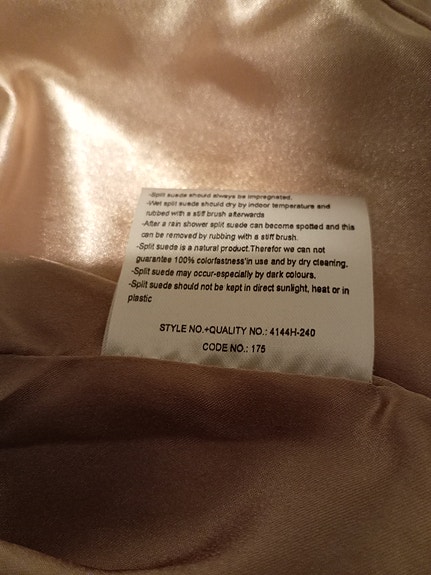 -Split suede should always be impregnated.
-Wet split suede should dry by indoor temperature and
rubbed with a stiff brush afterwards
-After a rain shower split suede can become spotted and this
can be removed by rubbing with a stiff brush.
-Split suede is a natural product.Therefor we can not
guarantee 100% colorfastness'in use and by dry cleaning.
-Split suede may occur-especially by dark colours.
-Split suede should not be kept in direct sunlight, heat or in
plastic
STYLE NO.+QUALITY NO.: 4144H-240
CODE NO.: 175